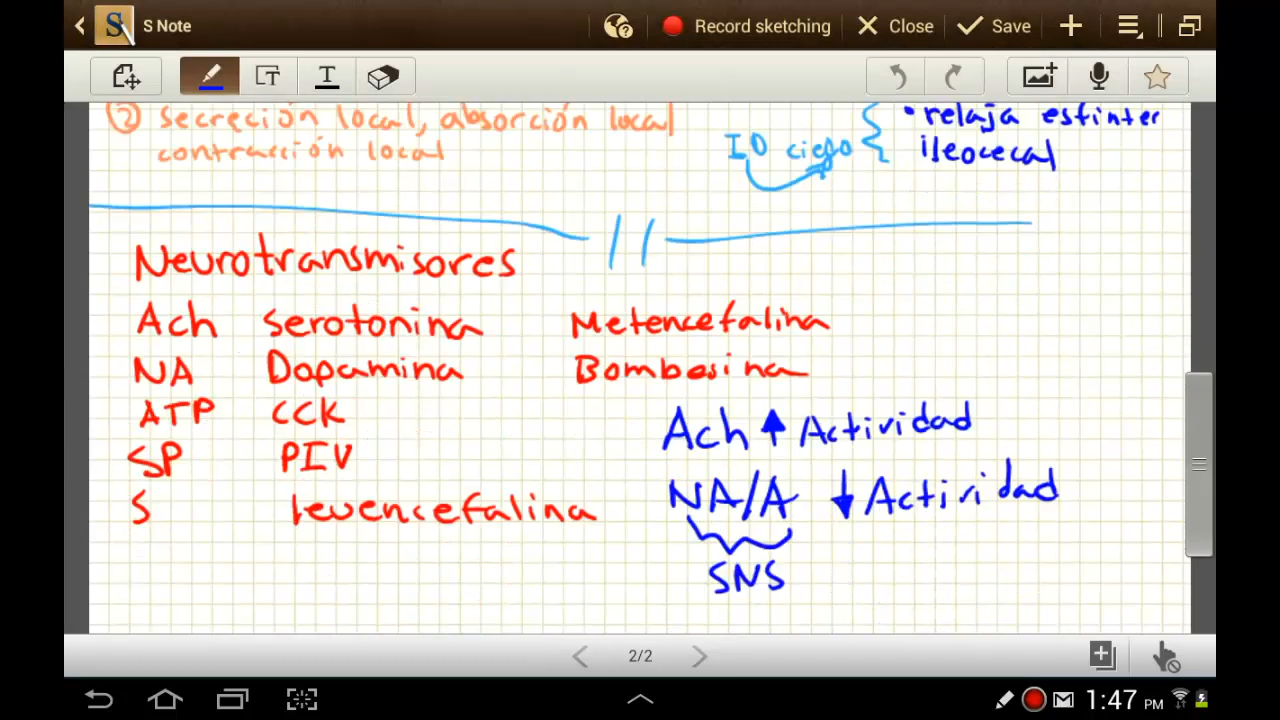 S Note
Record sketching
Close
Save
T
T
② secreción local, absorción local
contracción local
ID ciego
• relaja esfinter
ileocecal
Neurotransmisores
Ach serotonina Metencefalina
NA Dopamina Bombesina
ATP CCK
SP PIV
S leuencefalina
Ach ↑ Actividad
NA/A ↓ Actividad
SNS
2/2
1:47 PM